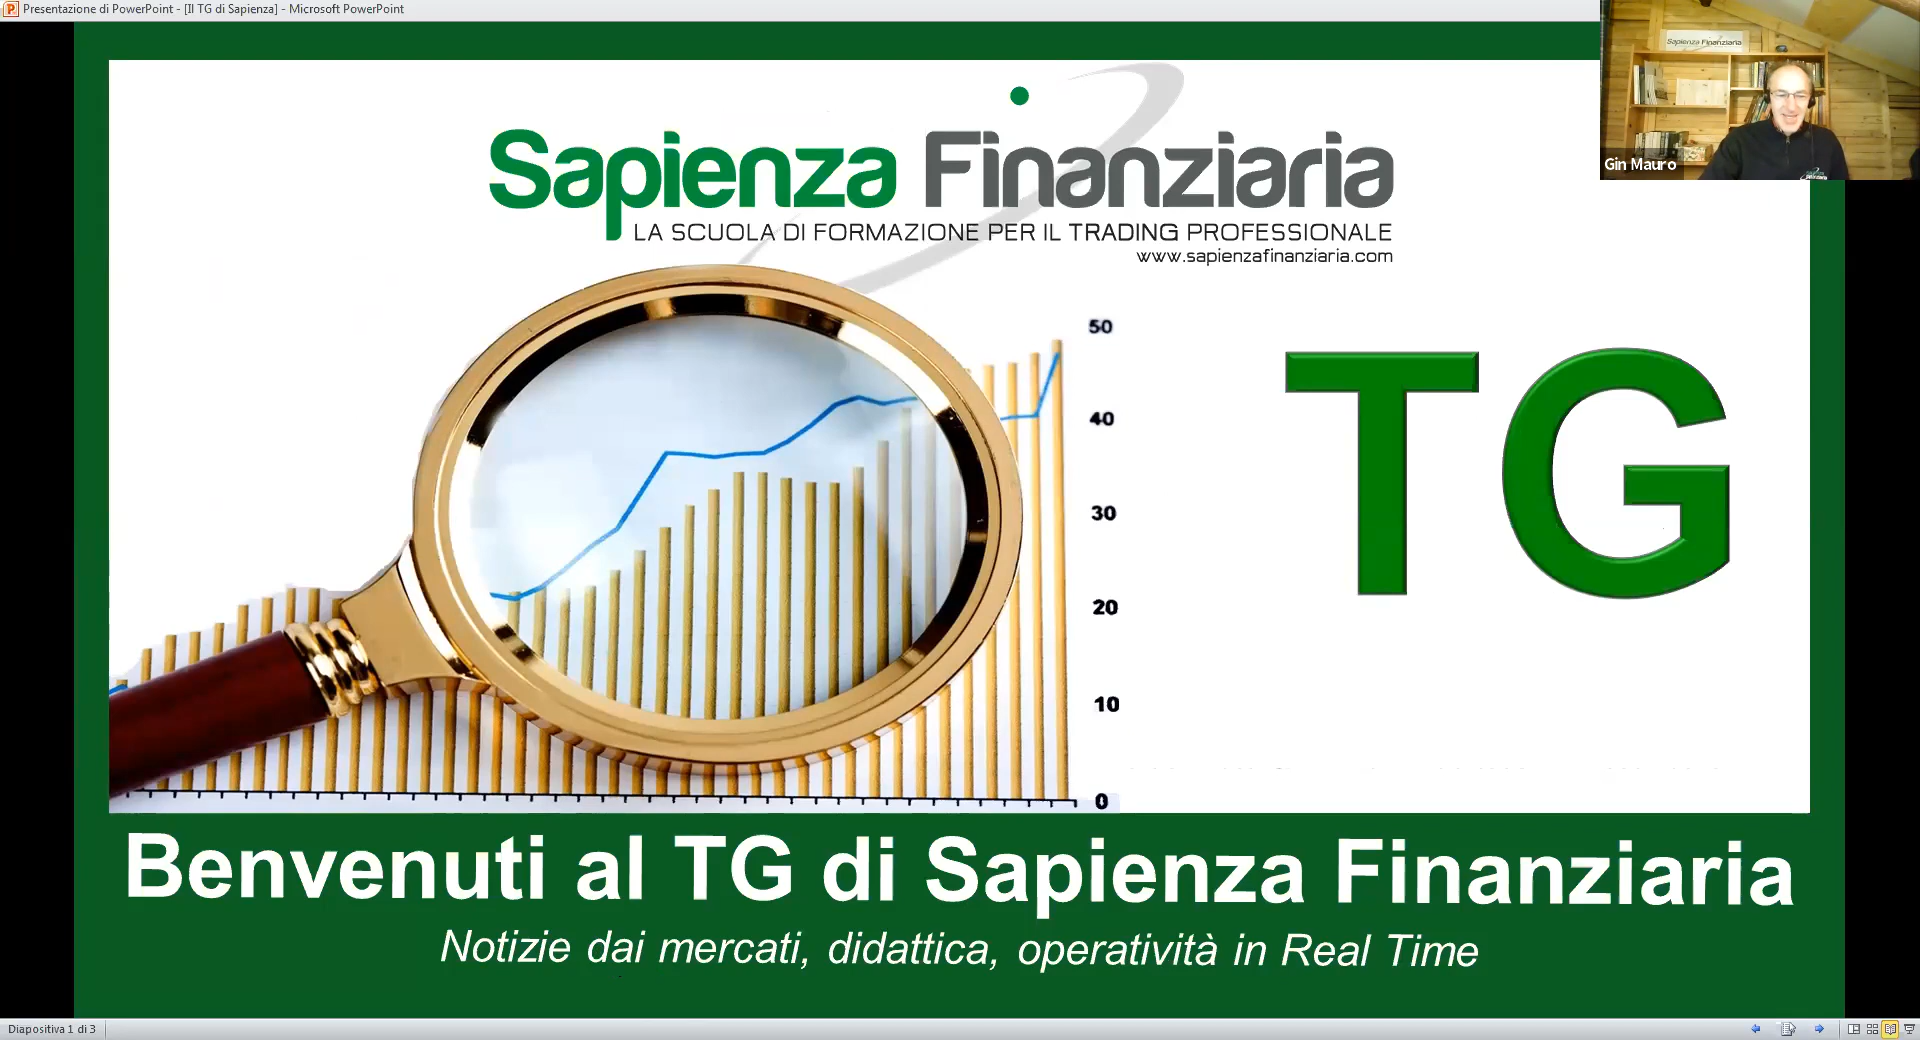 Presentazione di PowerPoint - [Il TG di Sapienza] - Microsoft PowerPoint
Sapienza Finanziaria
Gin Mauro
Sapienza Finanziaria
LA SCUOLA DI FORMAZIONE PER IL TRADING PROFESSIONALE
www.sapienzafinanziaria.com
50
40
30
20
10
0
TG
Benvenuti al TG di Sapienza Finanziaria
Notizie dai mercati, didattica, operatività in Real Time
Diapositiva 1 di 3